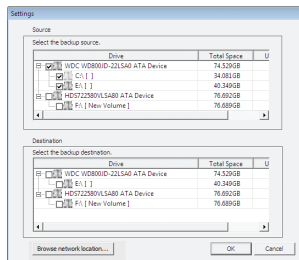 Settings
Source
Select the backup source.
Drive Total Space U
WDC WD800JD-22LSA0 ATA Device 74.529GB
C:\ [ ] 34.081GB
E:\ [ ] 40.349GB
HDS722580VLSA80 ATA Device 76.692GB
F:\ [ New Volume ] 76.689GB
Destination
Select the backup destination.
Drive Total Space U
WDC WD800JD-22LSA0 ATA Device 74.529GB
E:\ [ ] 40.349GB
HDS722580VLSA80 ATA Device 76.692GB
F:\ [ New Volume ] 76.689GB
Browse network location... OK Cancel